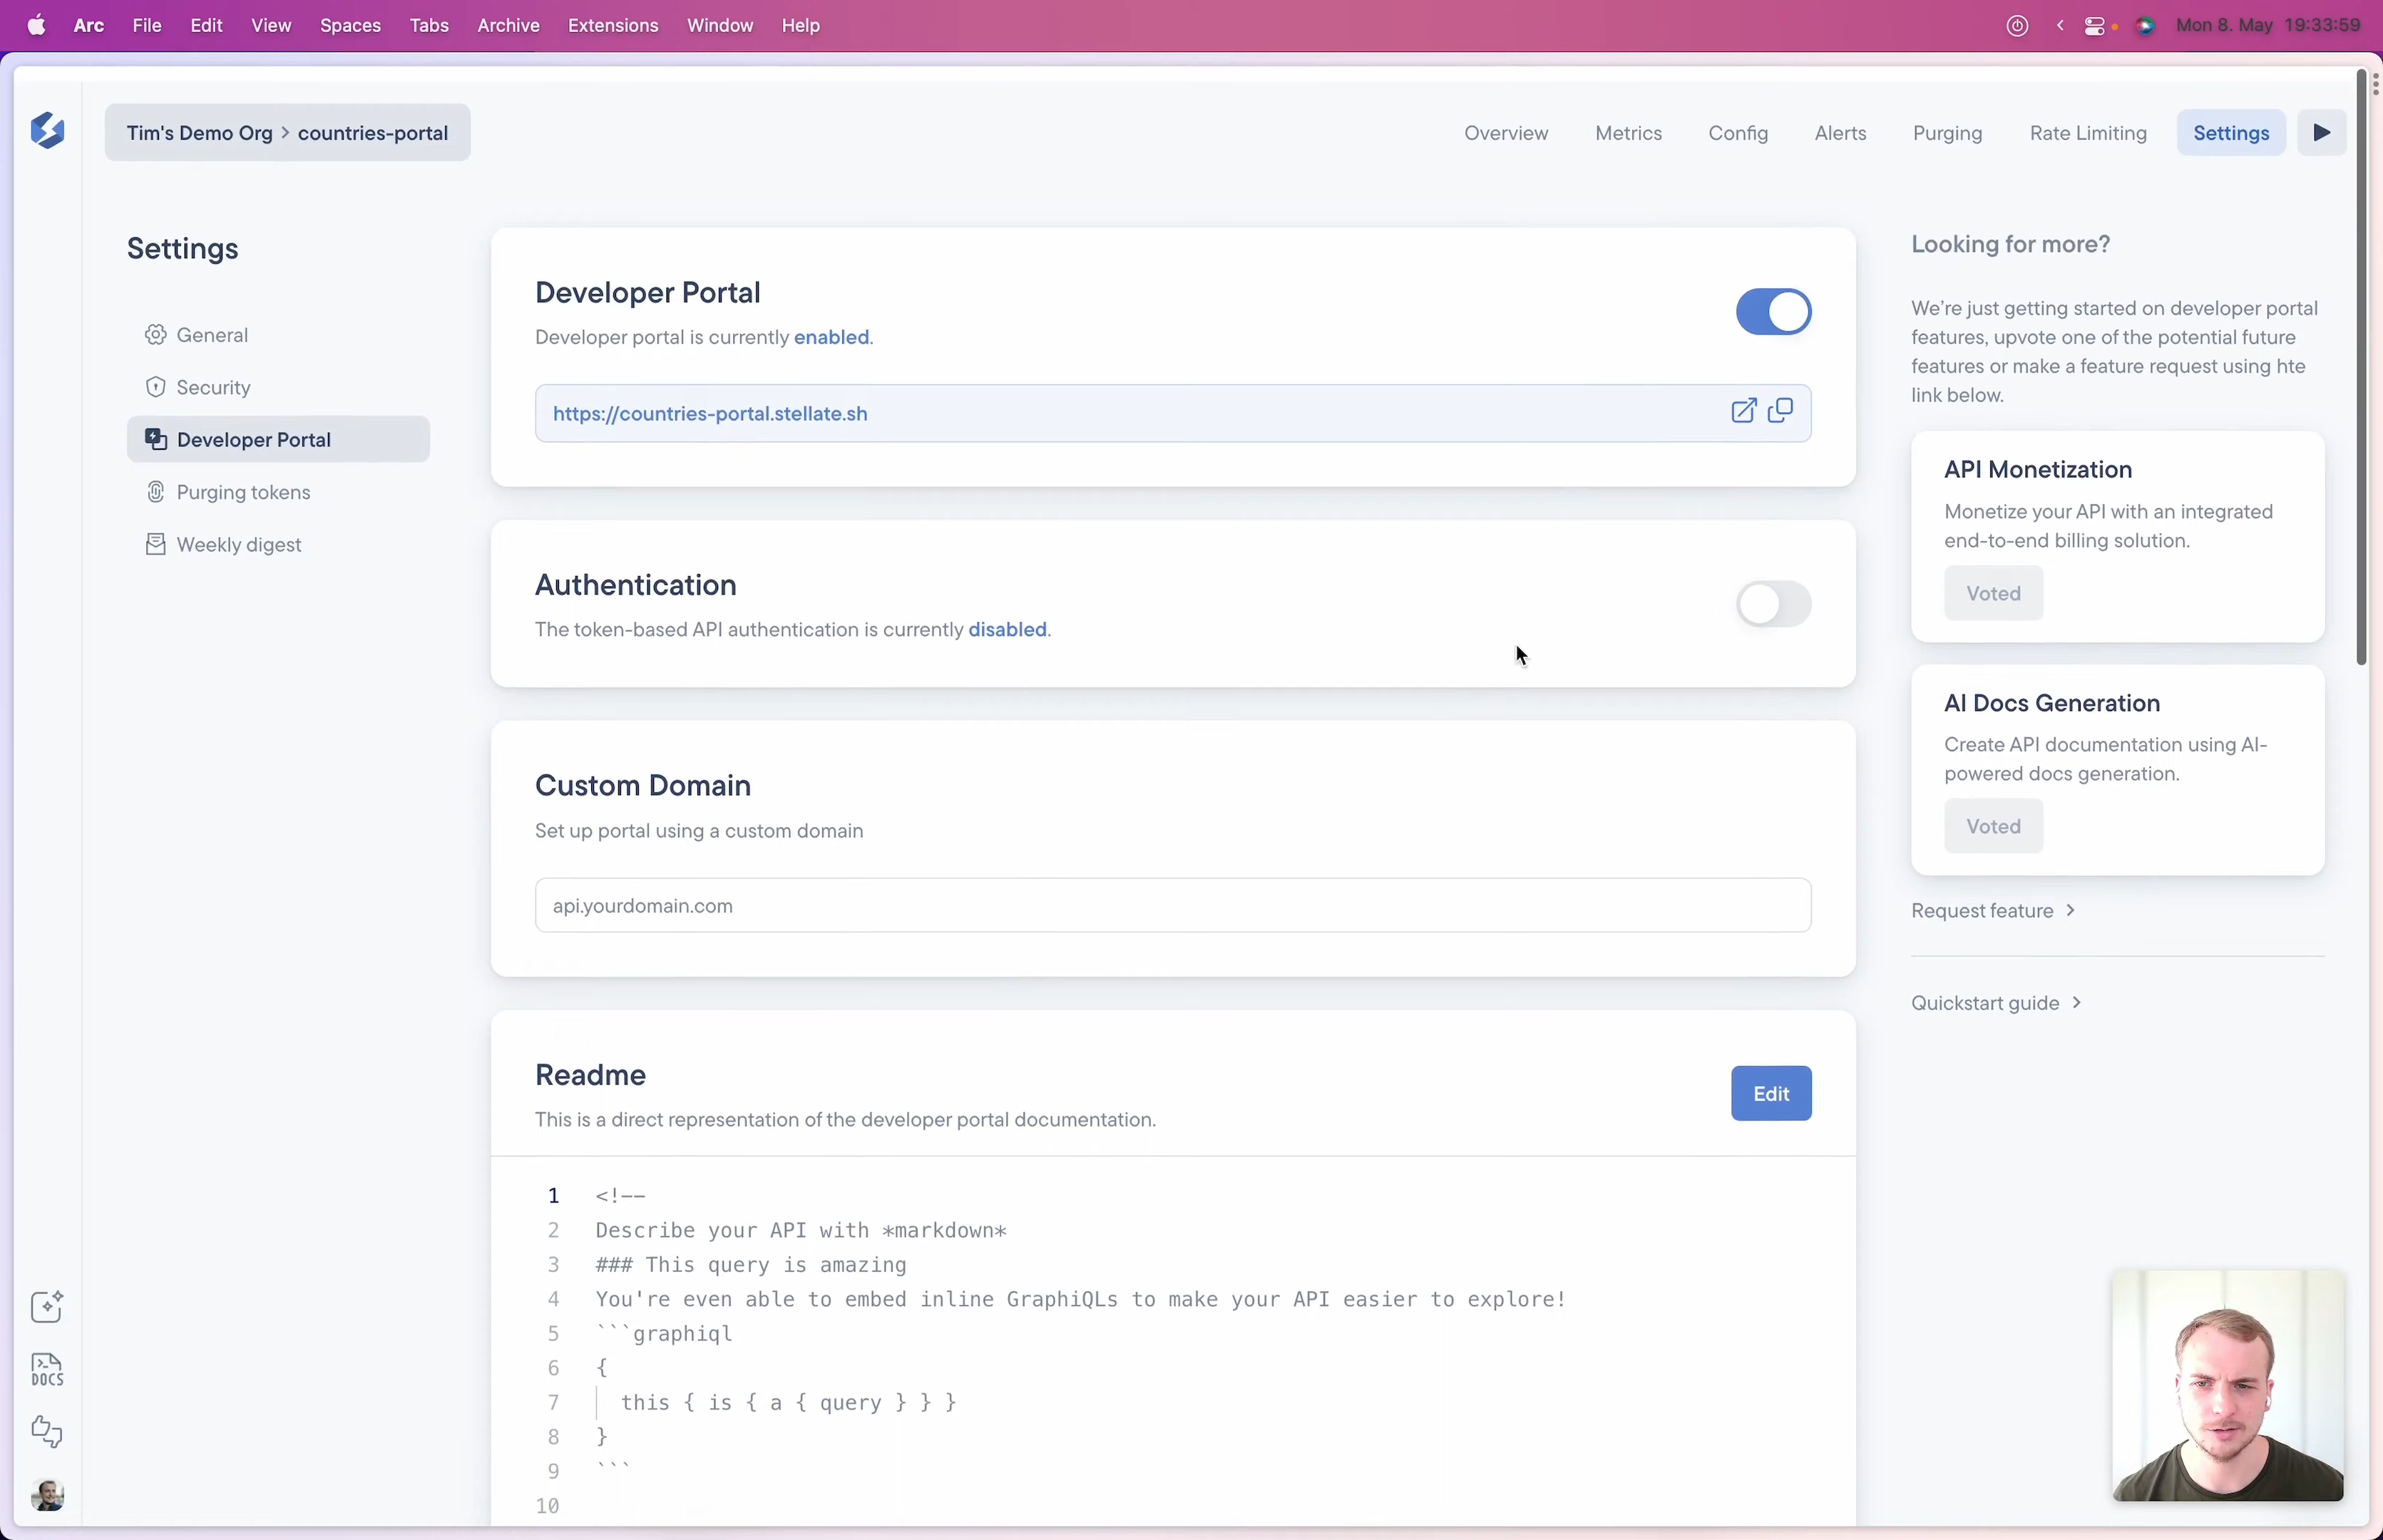 Arc File Edit View Spaces Tabs Archive Extensions Window Help
Mon 8. May 19:33:59
Tim's Demo Org > countries-portal
Overview Metrics Config Alerts Purging Rate Limiting Settings
Settings
General
Security
Developer Portal
Purging tokens
Weekly digest
DOCS
Developer Portal
Developer portal is currently enabled.
https://countries-portal.stellate.sh
Authentication
The token-based API authentication is currently disabled.
Custom Domain
Set up portal using a custom domain
api.yourdomain.com
Readme
This is a direct representation of the developer portal documentation.
Edit
1 <!--
2 Describe your API with *markdown*
3 ### This query is amazing
4 You're even able to embed inline GraphiQLs to make your API easier to explore!
5 ```graphiql
6 {
7 this { is { a { query } } }
8 }
9 ```
10
Looking for more?
We're just getting started on developer portal
features, upvote one of the potential future
features or make a feature request using hte
link below.
API Monetization
Monetize your API with an integrated
end-to-end billing solution.
Voted
AI Docs Generation
Create API documentation using AI-
powered docs generation.
Voted
Request feature >
Quickstart guide >